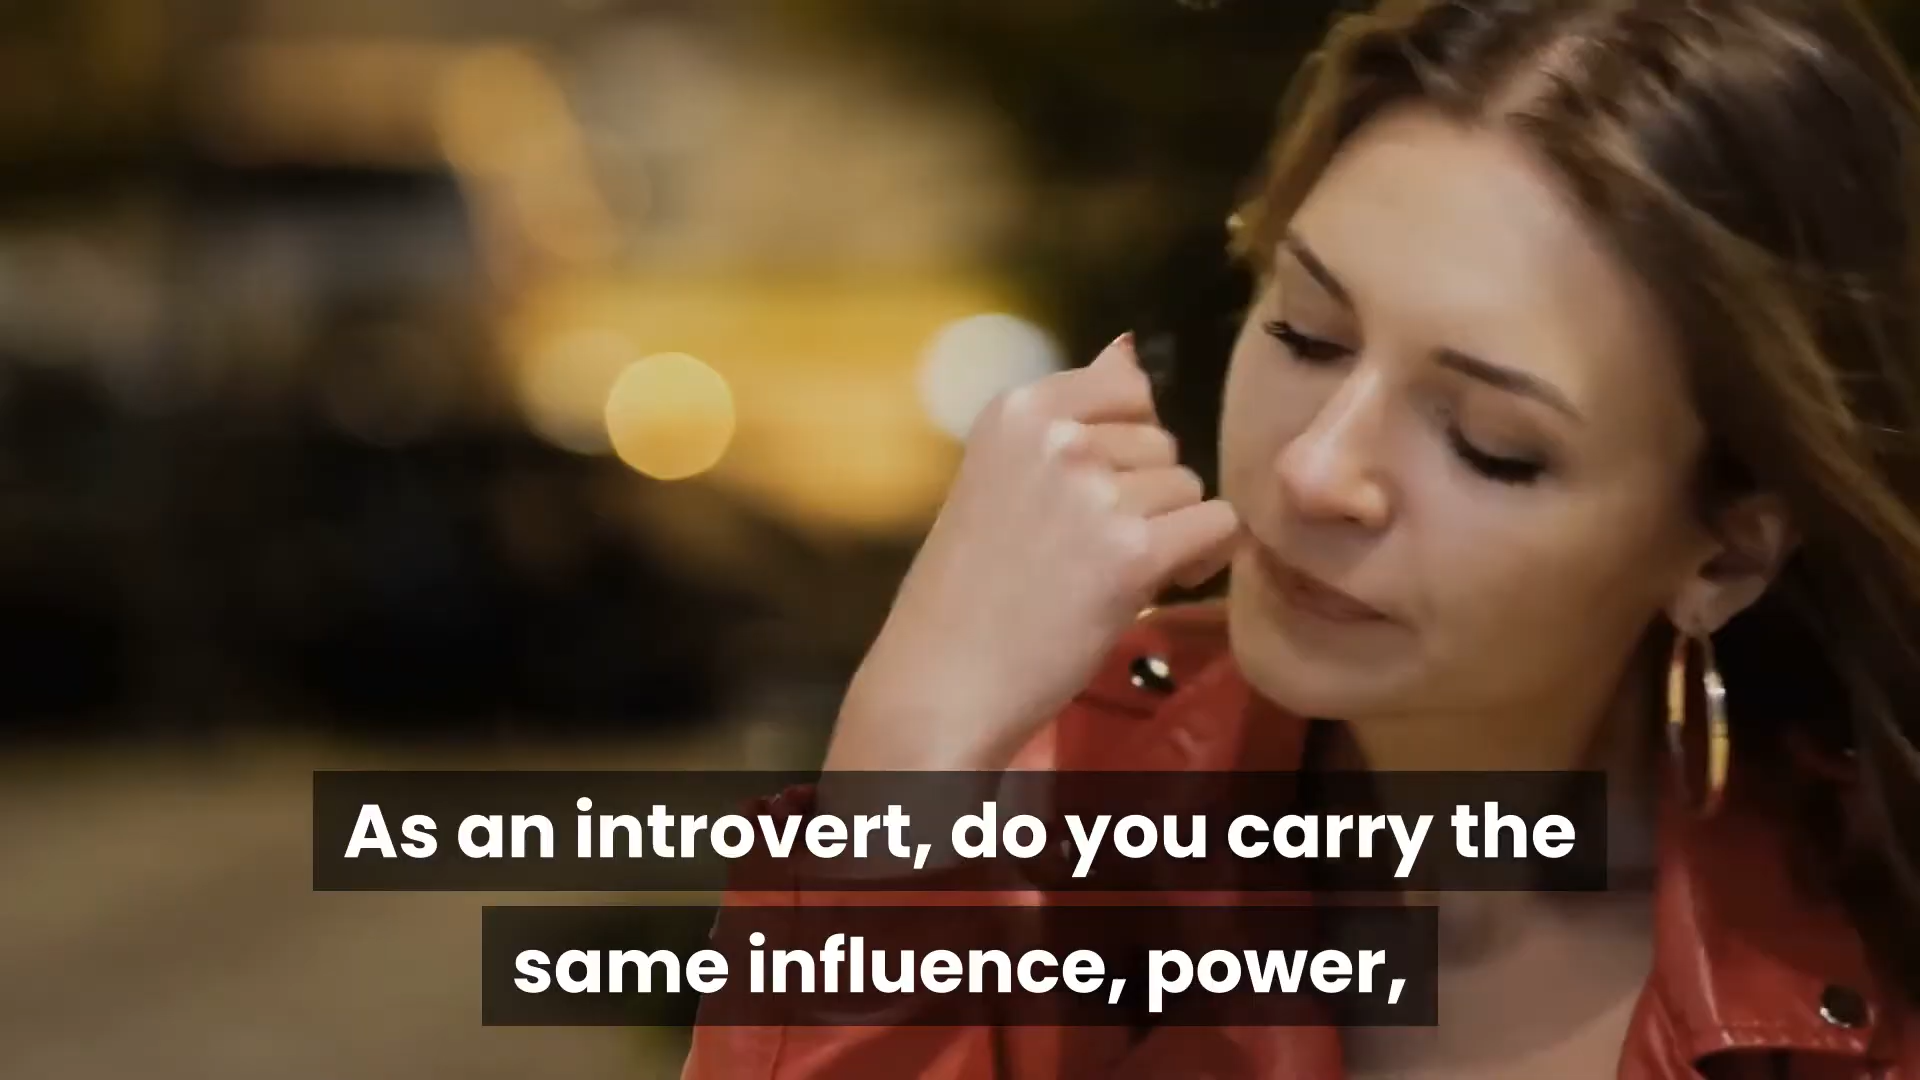 As an introvert, do you carry the
same influence, power,